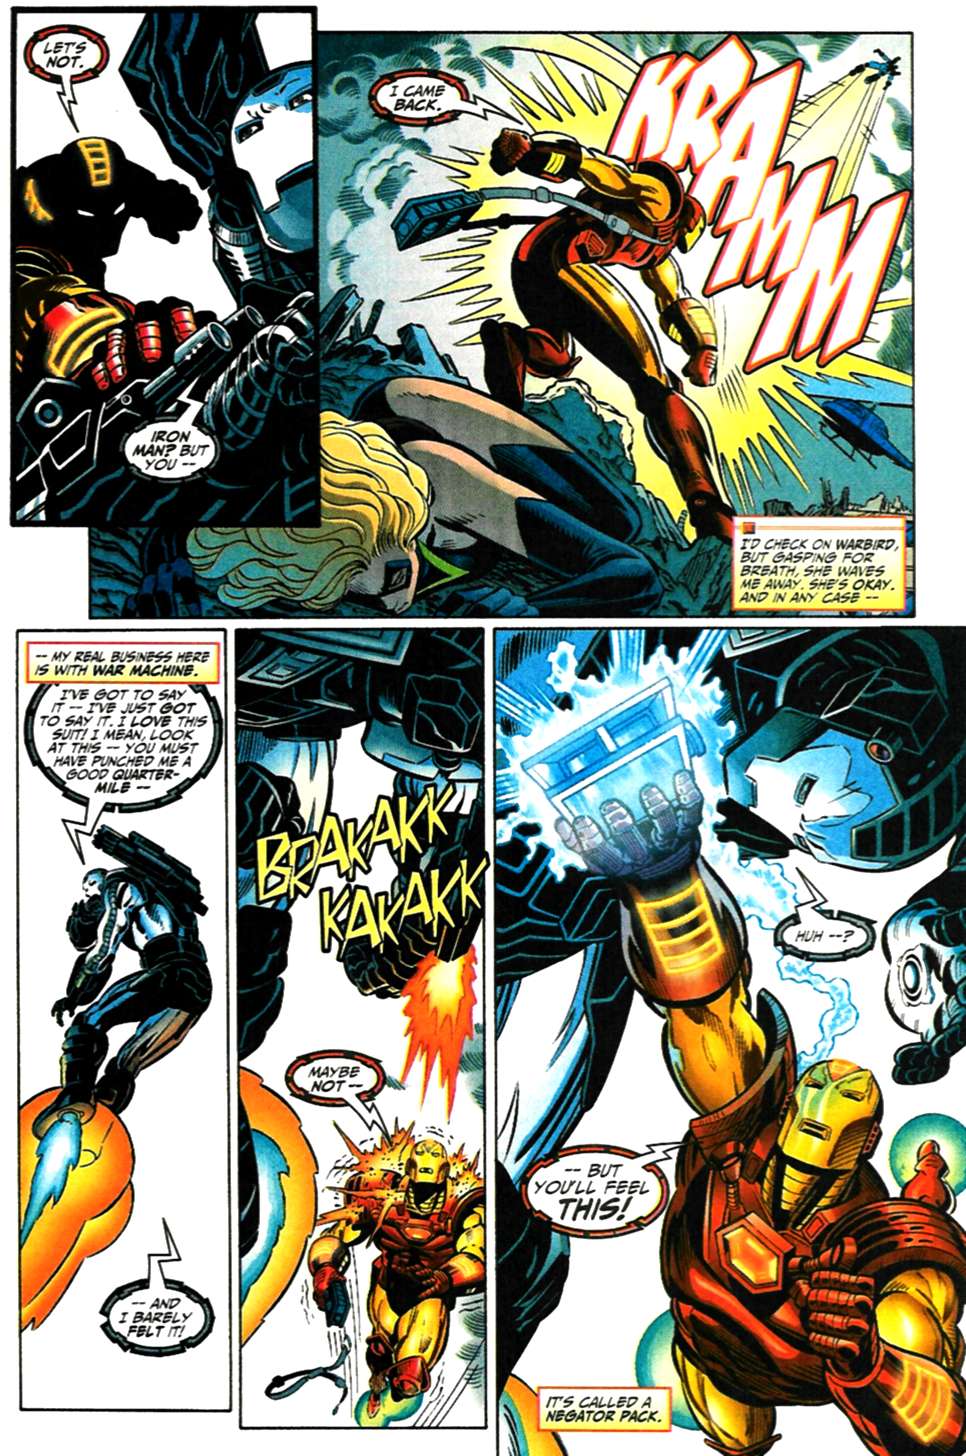 LET'S
NOT.
IRON
MAN? BUT
YOU --
I CAME
BACK.
KRAMMM
I'D CHECK ON WARBIRD,
BUT GASPING FOR
BREATH, SHE WAVES
ME AWAY. SHE'S OKAY.
AND IN ANY CASE --
-- MY REAL BUSINESS HERE
IS WITH WAR MACHINE.
I'VE GOT TO SAY
IT -- I'VE JUST GOT
TO SAY IT. I LOVE THIS
SUIT! I MEAN, LOOK
AT THIS -- YOU MUST
HAVE PUNCHED ME A
GOOD QUARTER-
MILE --
-- AND
I BARELY
FELT IT!
BRAKAKK
KAKAKK
MAYBE
NOT --
HUH --?
-- BUT
YOU'LL FEEL
THIS!
IT'S CALLED A
NEGATOR PACK.